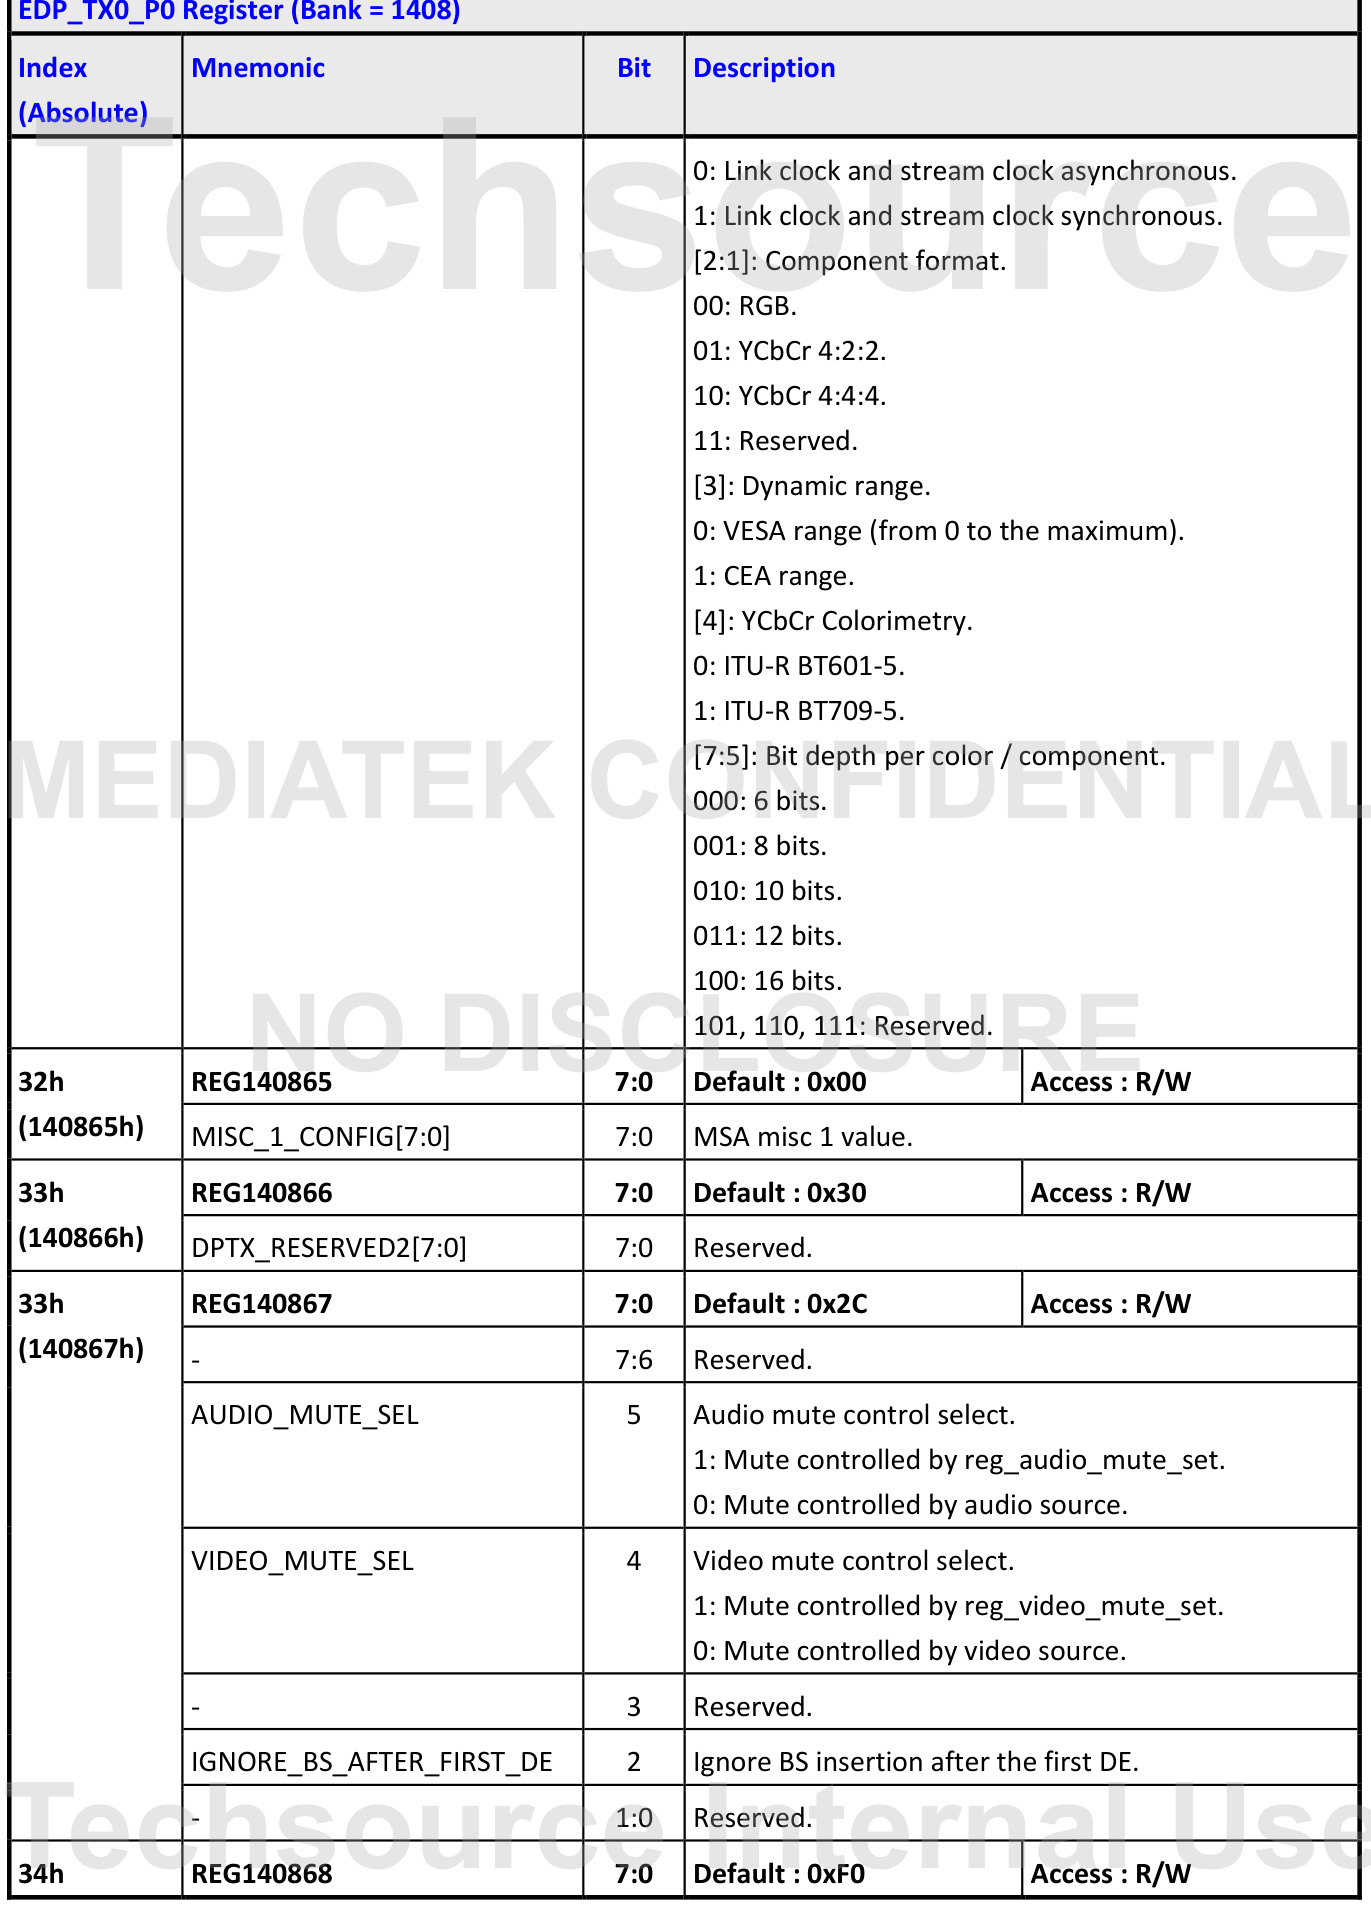 EDP_TX0_P0 Register (Bank = 1408)
Index (Absolute) Mnemonic Bit Description
0: Link clock and stream clock asynchronous.
1: Link clock and stream clock synchronous.
[2:1]: Component format.
00: RGB.
01: YCbCr 4:2:2.
10: YCbCr 4:4:4.
11: Reserved.
[3]: Dynamic range.
0: VESA range (from 0 to the maximum).
1: CEA range.
[4]: YCbCr Colorimetry.
0: ITU-R BT601-5.
1: ITU-R BT709-5.
[7:5]: Bit depth per color / component.
000: 6 bits.
001: 8 bits.
010: 10 bits.
011: 12 bits.
100: 16 bits.
101, 110, 111: Reserved.
32h REG140865 7:0 Default : 0x00 Access : R/W
(140865h) MISC_1_CONFIG[7:0] 7:0 MSA misc 1 value.
33h REG140866 7:0 Default : 0x30 Access : R/W
(140866h) DPTX_RESERVED2[7:0] 7:0 Reserved.
33h REG140867 7:0 Default : 0x2C Access : R/W
(140867h) - 7:6 Reserved.
AUDIO_MUTE_SEL 5 Audio mute control select.
1: Mute controlled by reg_audio_mute_set.
0: Mute controlled by audio source.
VIDEO_MUTE_SEL 4 Video mute control select.
1: Mute controlled by reg_video_mute_set.
0: Mute controlled by video source.
- 3 Reserved.
IGNORE_BS_AFTER_FIRST_DE 2 Ignore BS insertion after the first DE.
- 1:0 Reserved.
34h REG140868 7:0 Default : 0xF0 Access : R/W
Techsource
MEDIATEK CONFIDENTIAL
NO DISCLOSURE
Techsource Internal Use